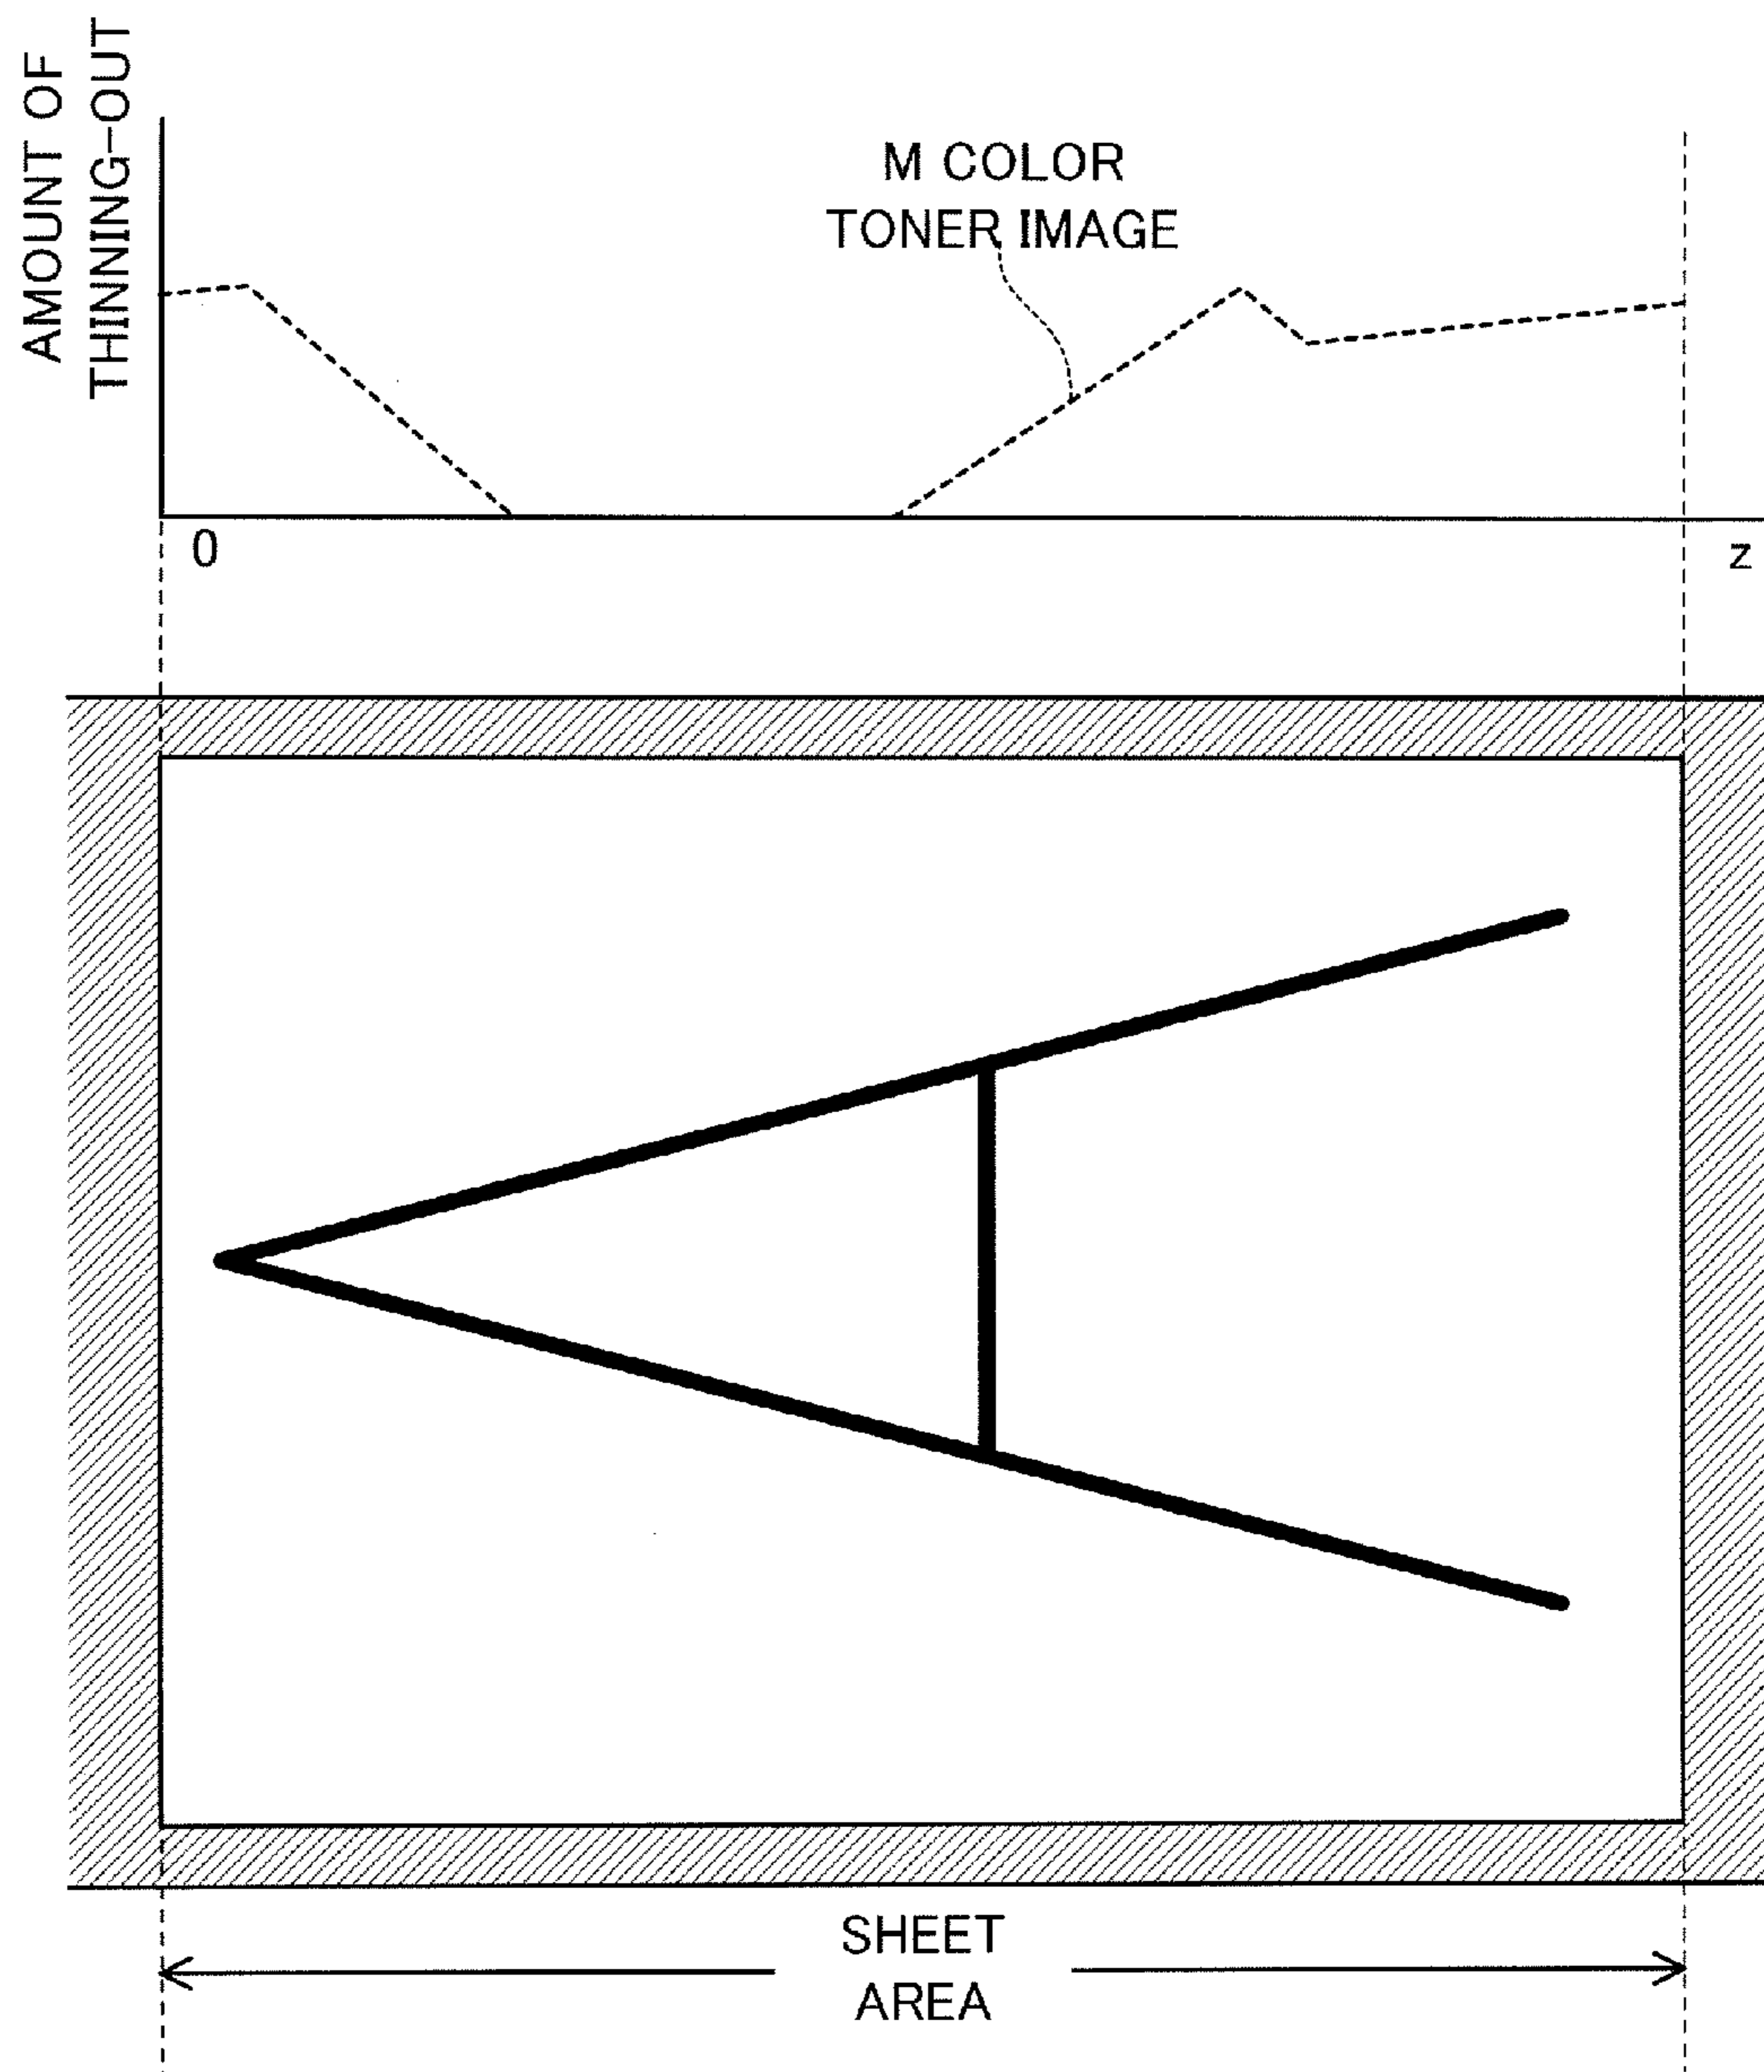 AMOUNT OF
THINNING-OUT
M COLOR
TONER IMAGE
0
z
SHEET
AREA